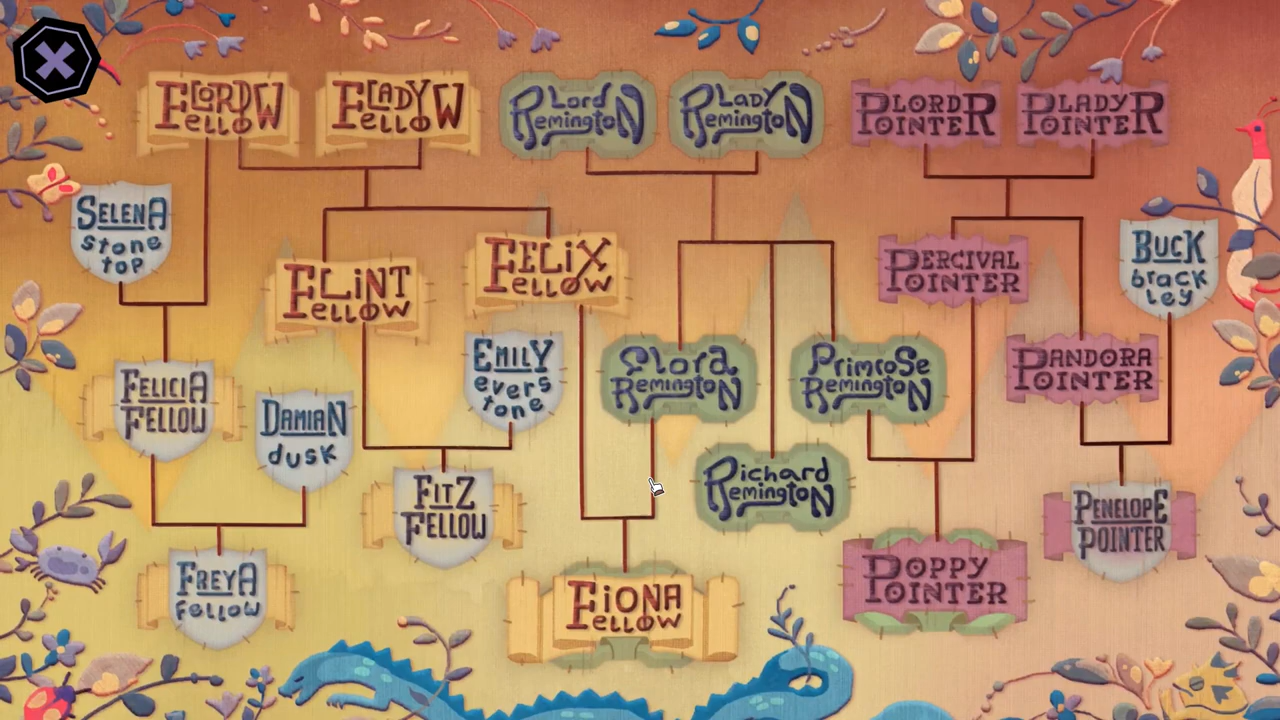 LORD
FELLOW
LADY
FELLOW
Lord
Remington
Lady
Remington
LORD
POINTER
LADY
POINTER
SELENA
stone
top
FLiNT
FELLOW
FELiX
FELLOW
PERCIVAL
POINTER
BUCK
brack
ley
FELICIA
FELLOW
DAMIAN
dusk
EMILY
evers
tone
Flora
Remington
PrimroSe
Remington
PANDORA
POINTER
FITZ
FELLOW
Richard
Remington
PENELOPE
POINTER
FREYA
FELLOW
FiONA
FELLOW
POPPY
POINTER